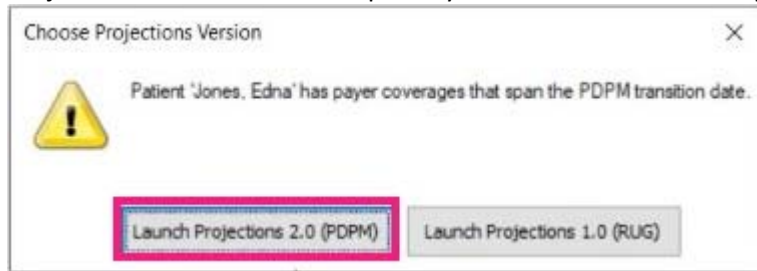 Choose Projections Version
Patient 'Jones, Edna' has payer coverages that span the PDPM transition date.
Launch Projections 2.0 (PDPM) Launch Projections 1.0 (RUG)